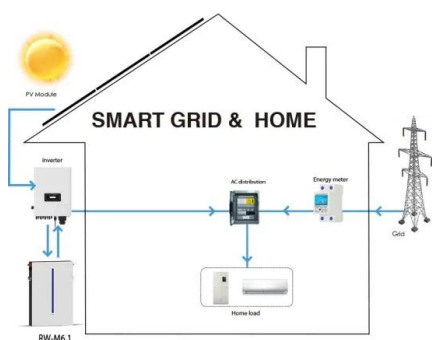 PV Module
SMART GRID & HOME
Inverter
AC distribution
Energy meter
Grid
Home load
RW-M6.1